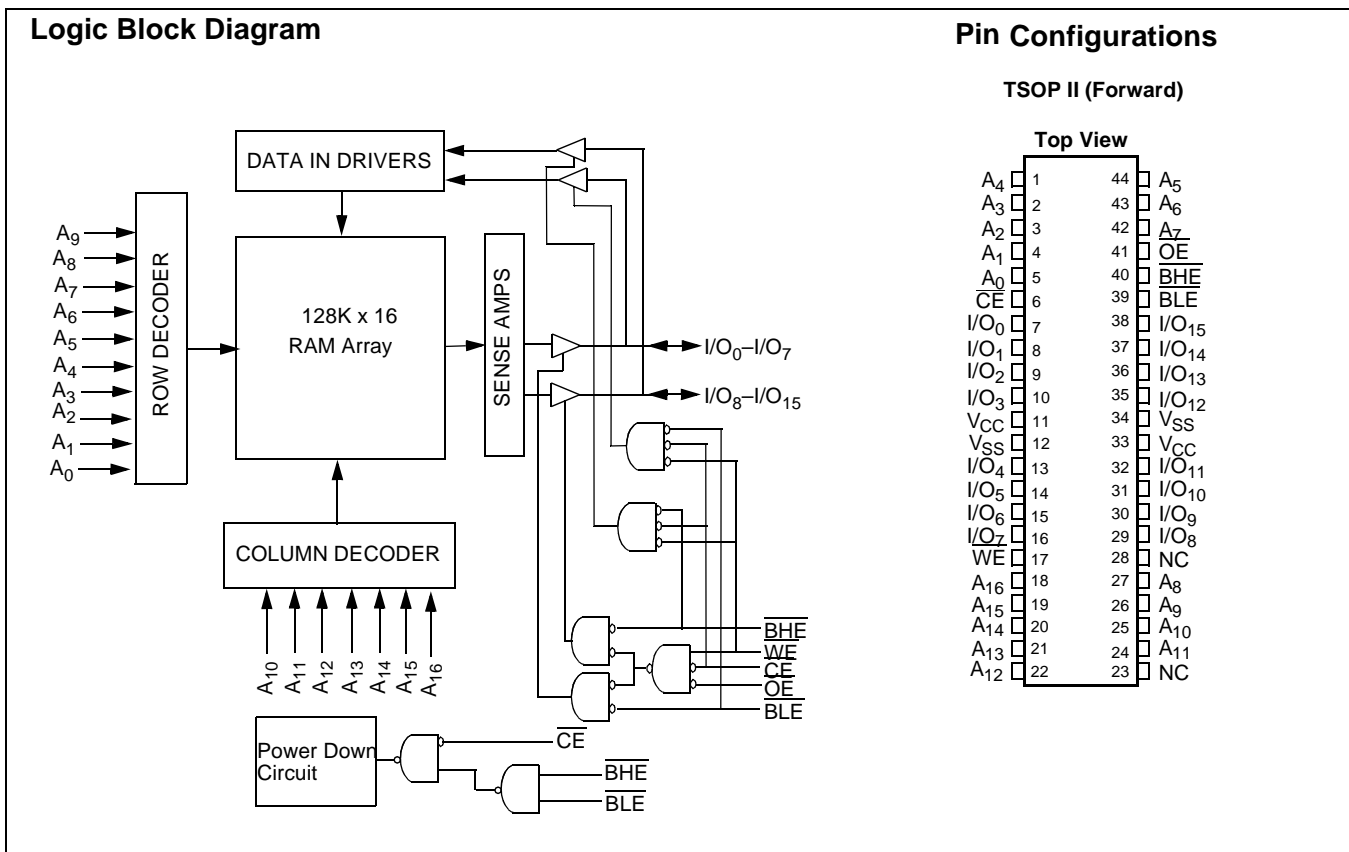 Logic Block Diagram
DATA IN DRIVERS
A9
A8
A7
A6
A5
A4
A3
A2
A1
A0
ROW DECODER
128K x 16
RAM Array
SENSE AMPS
I/O0–I/O7
I/O8–I/O15
COLUMN DECODER
A10
A11
A12
A13
A14
A15
A16
BHE
WE
CE
OE
BLE
Power Down
Circuit
CE
BHE
BLE
Pin Configurations
TSOP II (Forward)
Top View
A4 1 44 A5
A3 2 43 A6
A2 3 42 A7
A1 4 41 OE
A0 5 40 BHE
CE 6 39 BLE
I/O0 7 38 I/O15
I/O1 8 37 I/O14
I/O2 9 36 I/O13
I/O3 10 35 I/O12
VCC 11 34 VSS
VSS 12 33 VCC
I/O4 13 32 I/O11
I/O5 14 31 I/O10
I/O6 15 30 I/O9
I/O7 16 29 I/O8
WE 17 28 NC
A16 18 27 A8
A15 19 26 A9
A14 20 25 A10
A13 21 24 A11
A12 22 23 NC